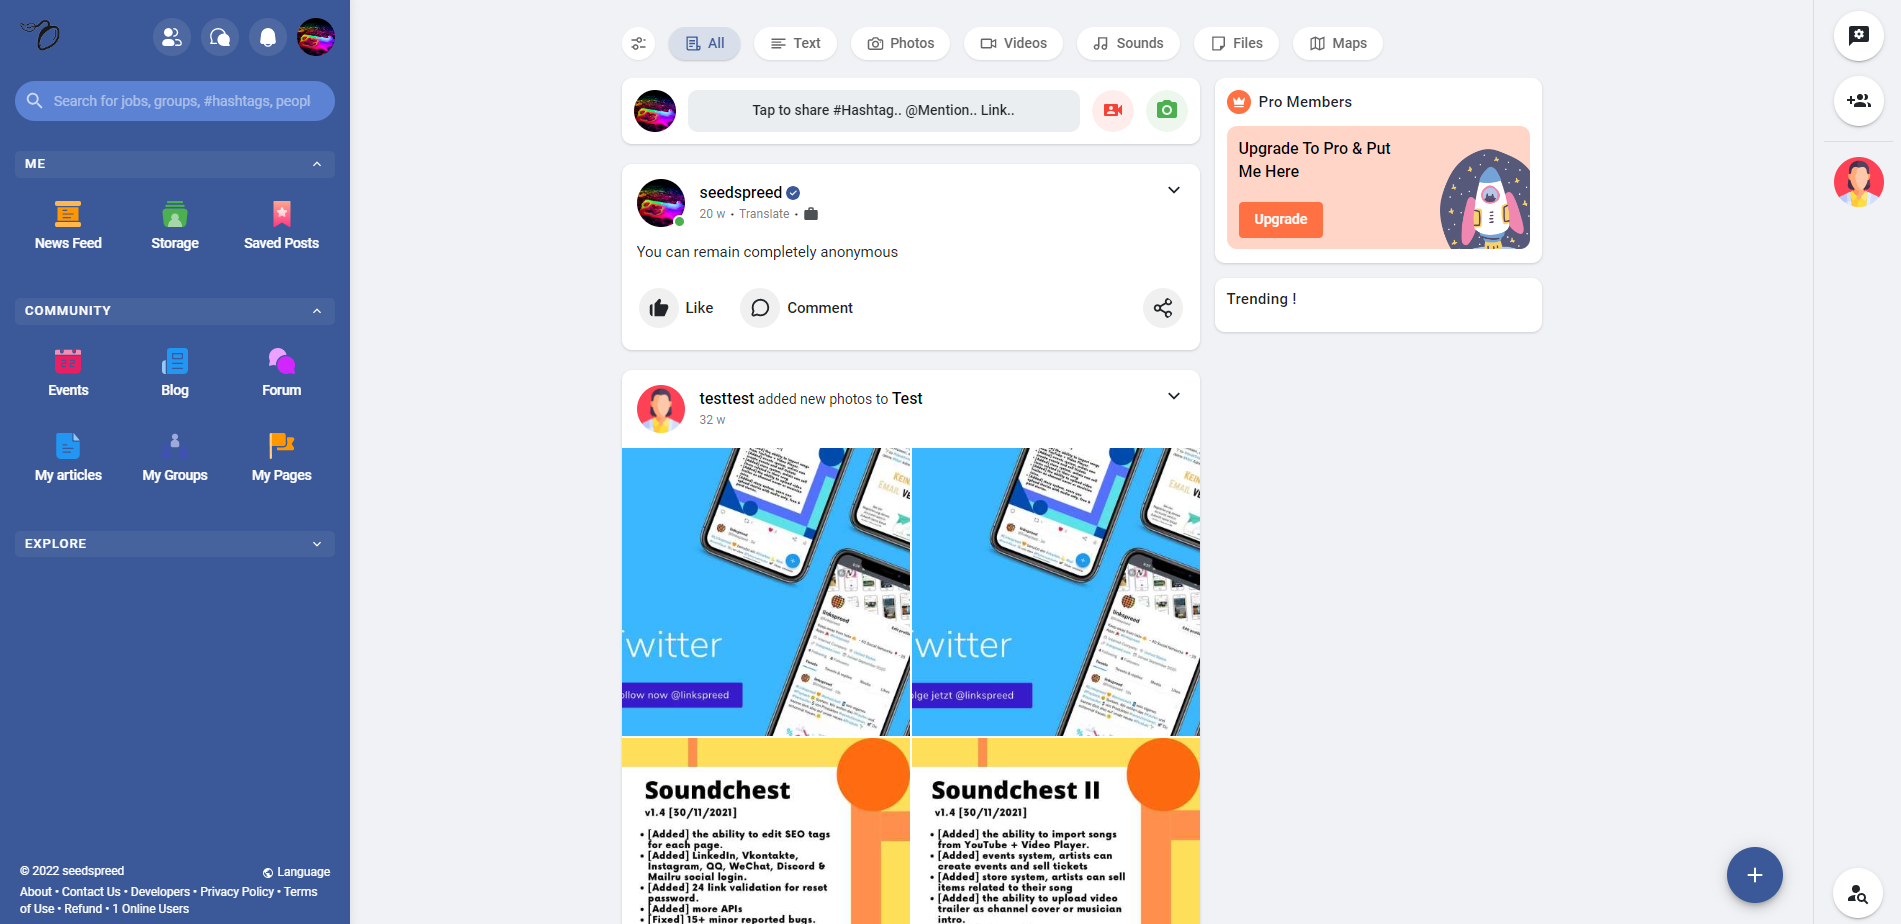 Search for jobs, groups, #hashtags, peopl
ME
News Feed
Storage
Saved Posts
COMMUNITY
Events
Blog
Forum
My articles
My Groups
My Pages
EXPLORE
© 2022 seedspreed
Language
About • Contact Us • Developers • Privacy Policy • Terms
of Use • Refund • 1 Online Users
All
Text
Photos
Videos
Sounds
Files
Maps
Tap to share #Hashtag.. @Mention.. Link..
seedspreed
20 w • Translate •
You can remain completely anonymous
Like
Comment
testtest added new photos to Test
32 w
witter
ollow now @linkspreed
witter
lge jetzt @linkspreed
Soundchest
v1.4 [30/11/2021]
• [Added] the ability to edit SEO tags
for each page.
• [Added] LinkedIn, Vkontakte,
Instagram, QQ, WeChat, Discord &
Mailru social login.
• [Added] 24 link validation for reset
password.
• [Added] more APIs
• [Fixed] 15+ minor reported bugs.
Soundchest II
v1.4 [30/11/2021]
• [Added] the ability to import songs
from YouTube + Video Player.
• [Added] events system, artists can
create events and sell tickets
• [Added] store system, artists can sell
items related to their song
• [Added] the ability to upload video
trailer as channel cover or musician
intro.
Pro Members
Upgrade To Pro & Put
Me Here
Upgrade
Trending !